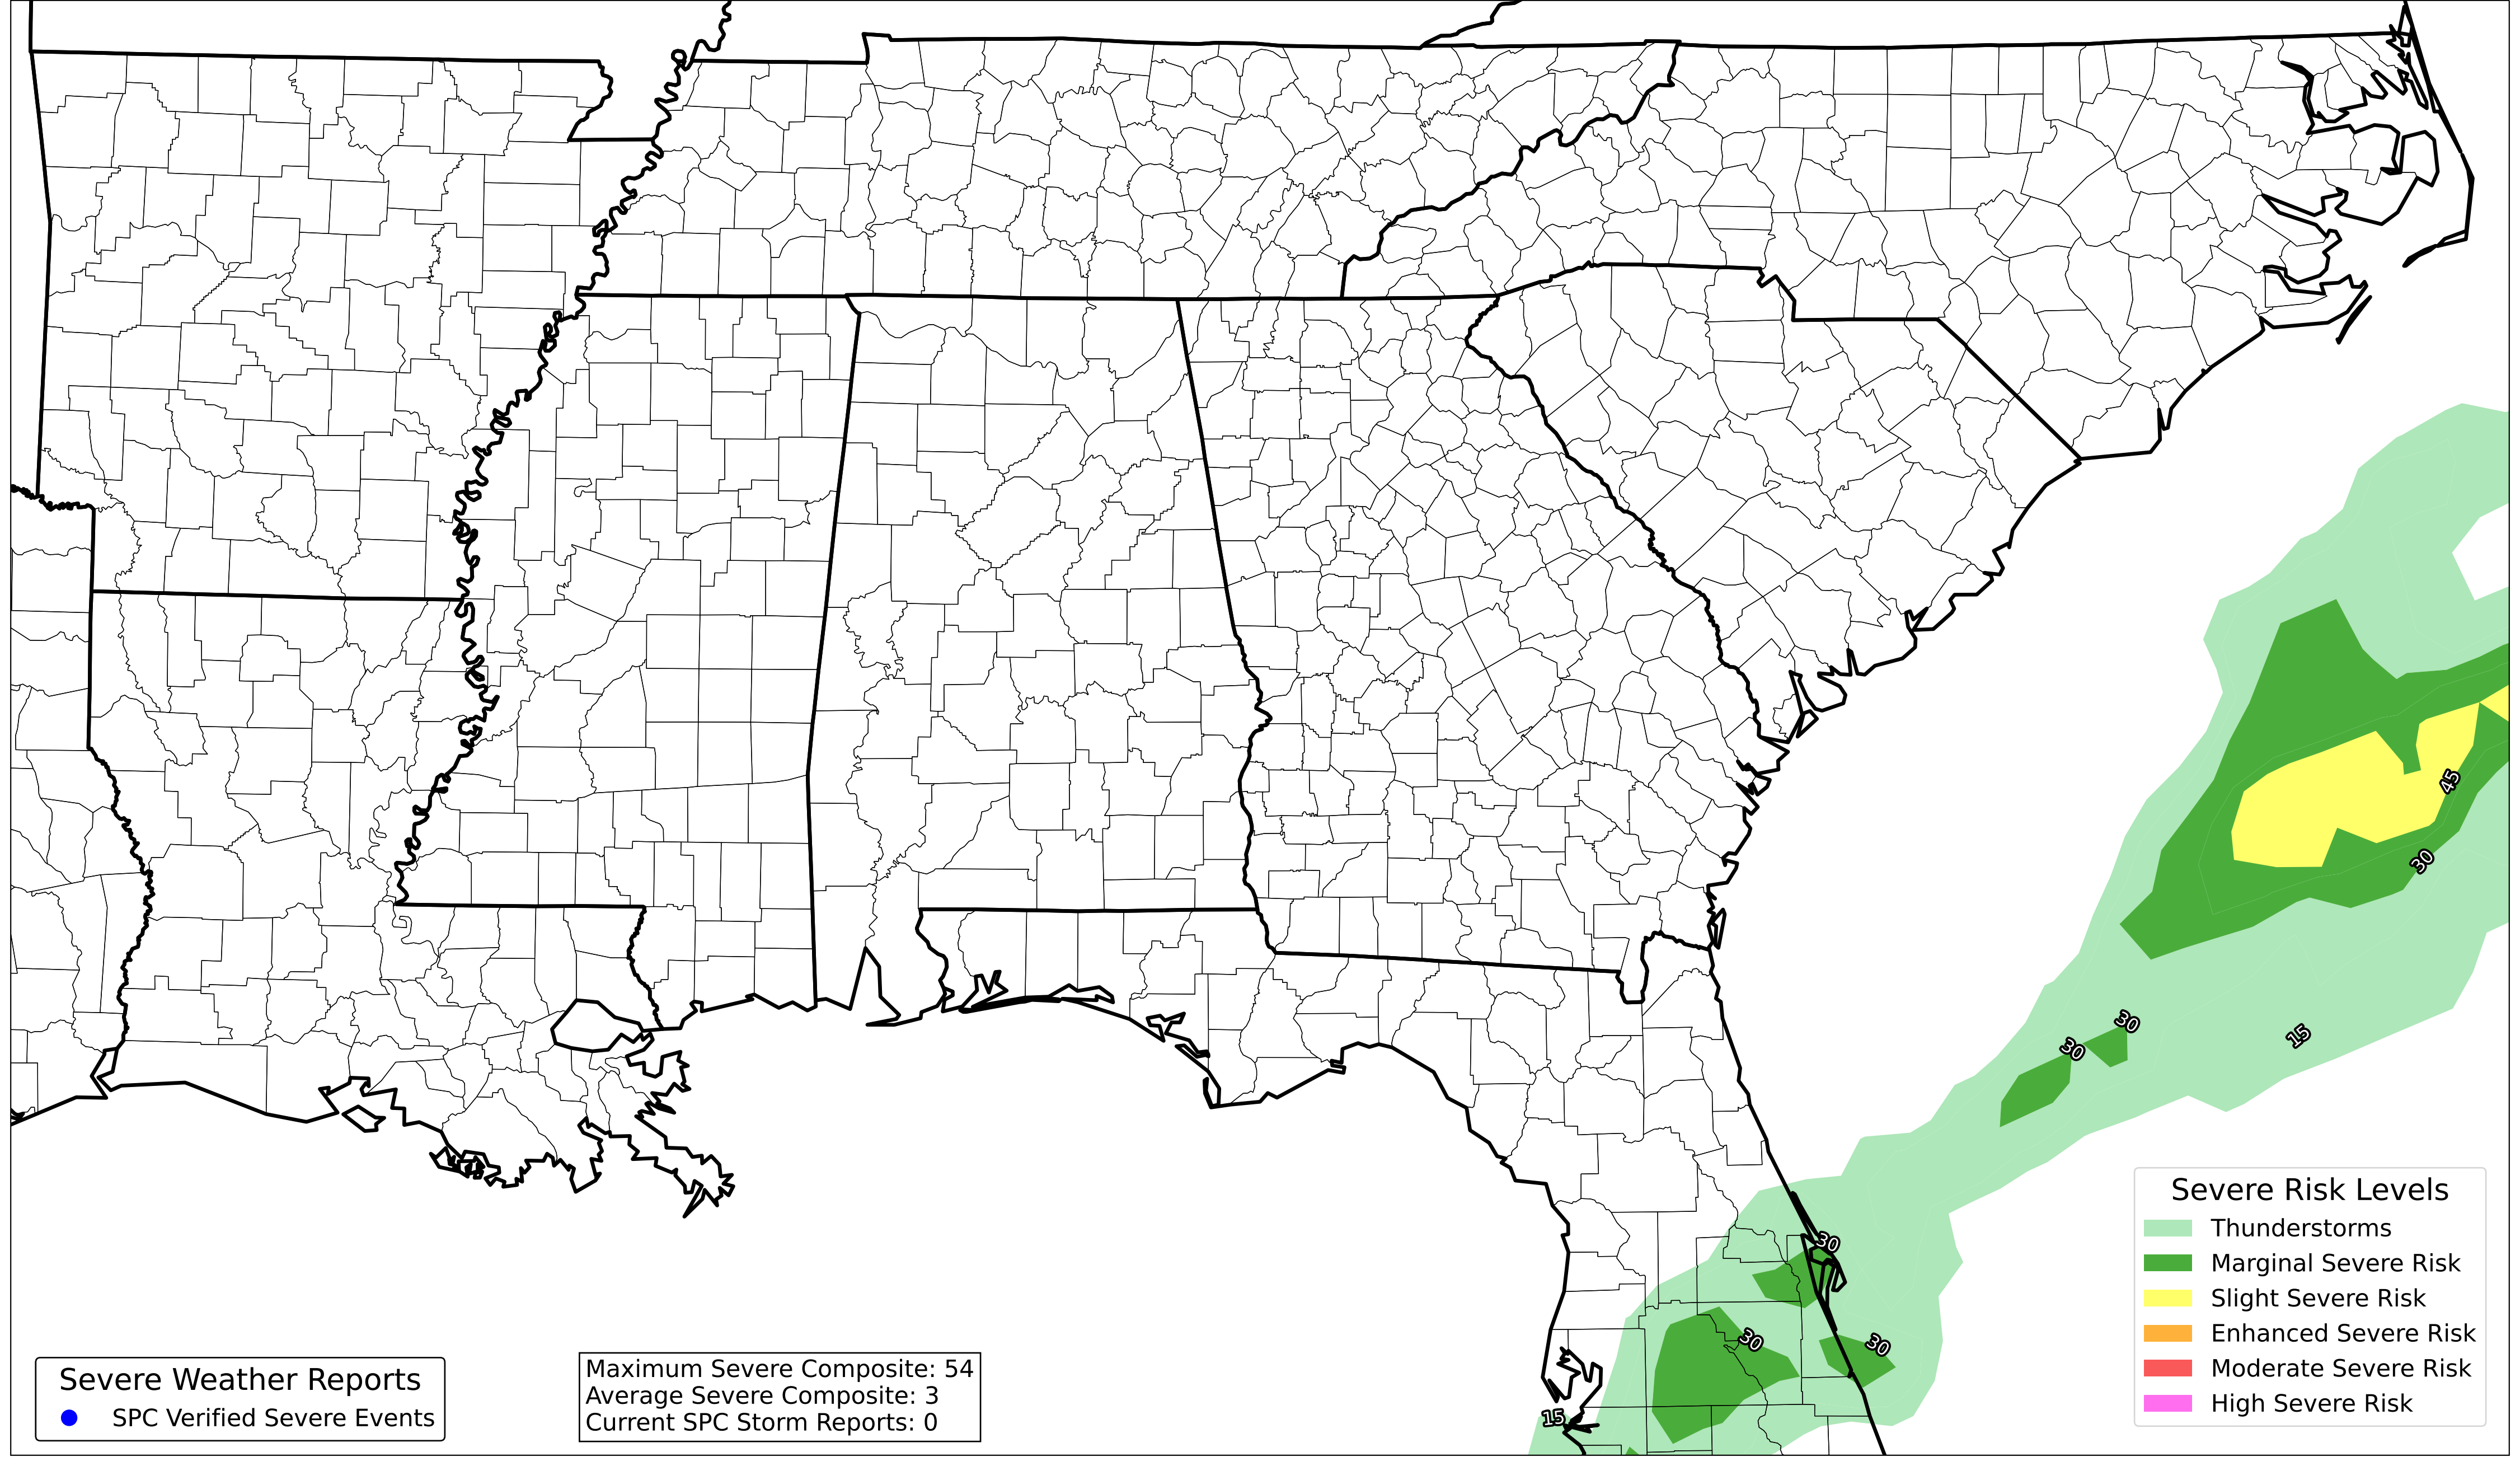 45
30
30
30
15
30
30
30
15
Severe Weather Reports
SPC Verified Severe Events
Maximum Severe Composite: 54
Average Severe Composite: 3
Current SPC Storm Reports: 0
Severe Risk Levels
Thunderstorms
Marginal Severe Risk
Slight Severe Risk
Enhanced Severe Risk
Moderate Severe Risk
High Severe Risk